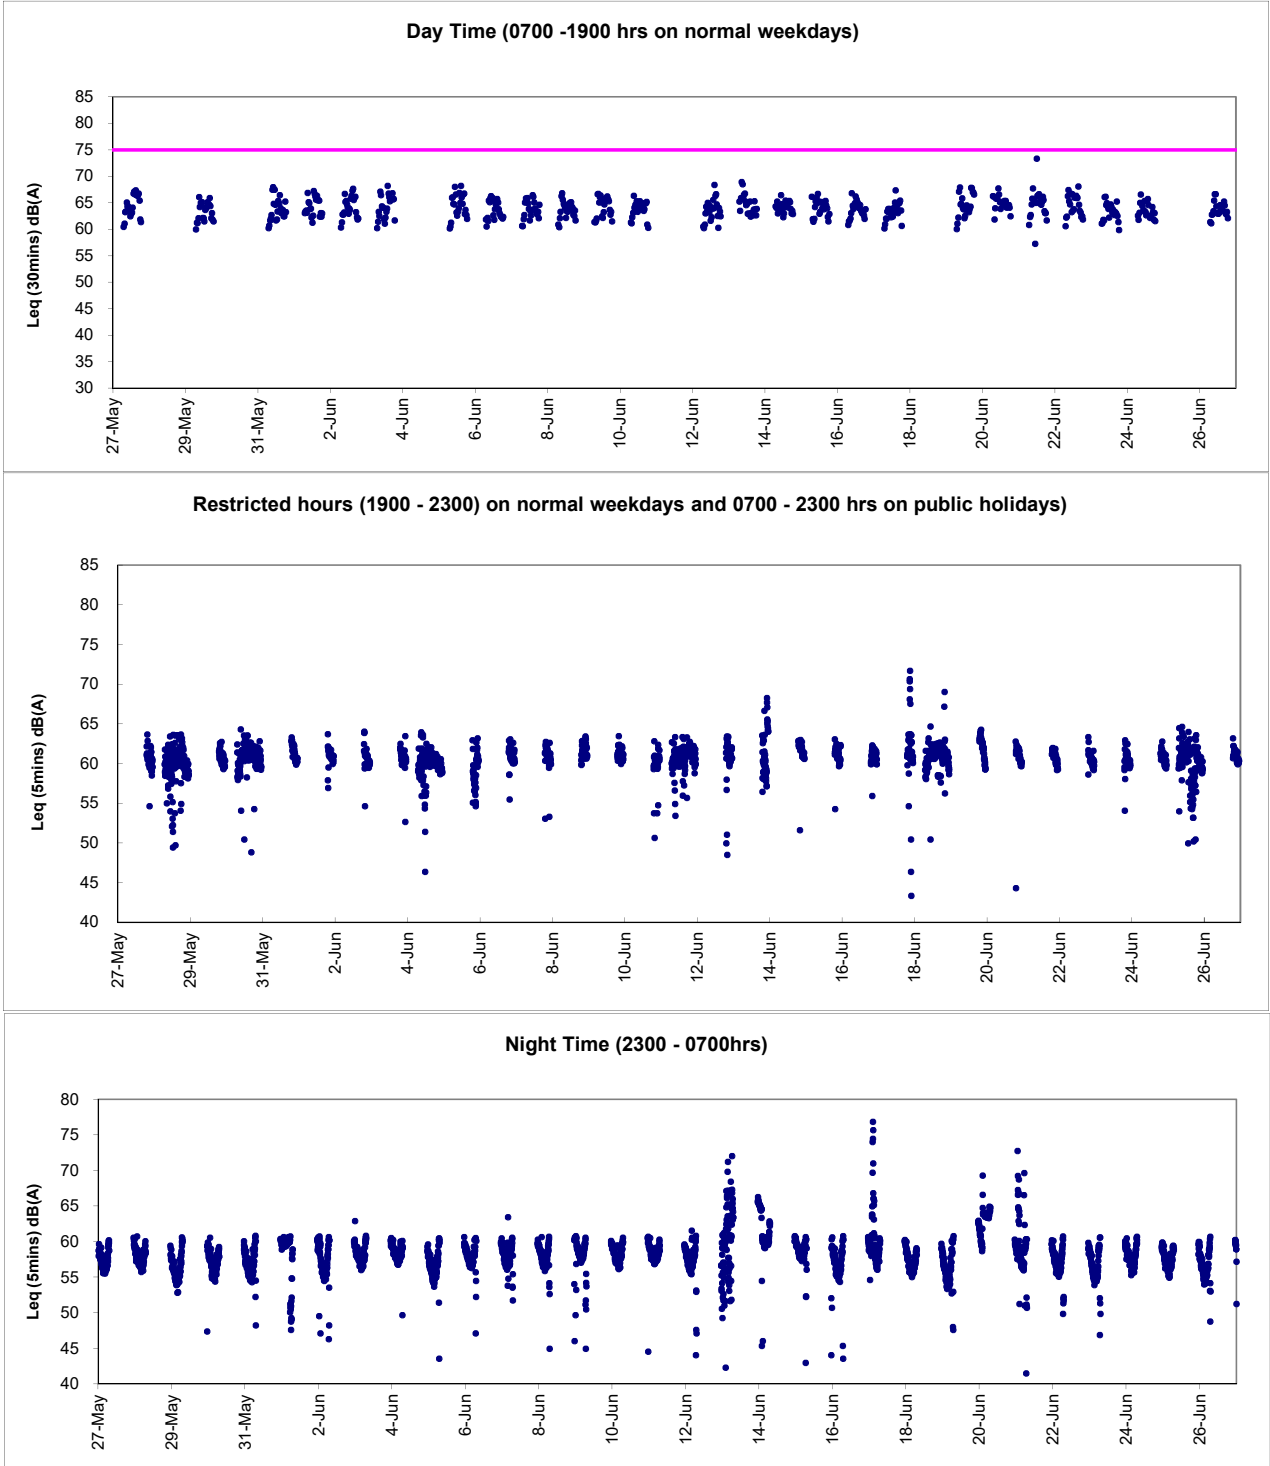 Day Time (0700 -1900 hrs on normal weekdays)
Leq (30mins) dB(A)
85
80
75
70
65
60
55
50
45
40
35
30
27-May
29-May
31-May
2-Jun
4-Jun
6-Jun
8-Jun
10-Jun
12-Jun
14-Jun
16-Jun
18-Jun
20-Jun
22-Jun
24-Jun
26-Jun
Restricted hours (1900 - 2300) on normal weekdays and 0700 - 2300 hrs on public holidays)
Leq (5mins) dB(A)
85
80
75
70
65
60
55
50
45
40
27-May
29-May
31-May
2-Jun
4-Jun
6-Jun
8-Jun
10-Jun
12-Jun
14-Jun
16-Jun
18-Jun
20-Jun
22-Jun
24-Jun
26-Jun
Night Time (2300 - 0700hrs)
Leq (5mins) dB(A)
80
75
70
65
60
55
50
45
40
27-May
29-May
31-May
2-Jun
4-Jun
6-Jun
8-Jun
10-Jun
12-Jun
14-Jun
16-Jun
18-Jun
20-Jun
22-Jun
24-Jun
26-Jun